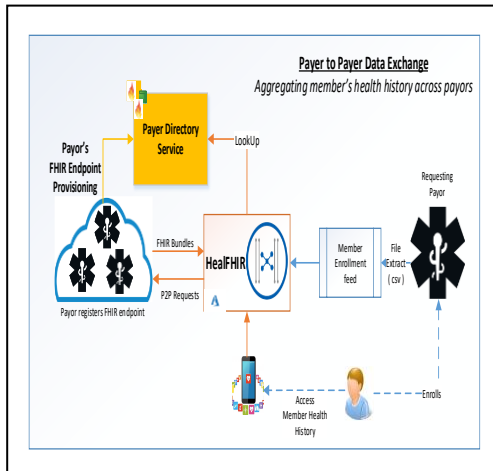 Payer to Payer Data Exchange
Aggregating member's health history across payors
Payer Directory
Service
LookUp
Payor's
FHIR Endpoint
Provisioning
Requesting
Payor
FHIR Bundles
HealFHIR
Member
Enrollment
feed
File
Extract
( csv )
P2P Requests
Payor registers FHIR endpoint
A
Access
Member Health
History
Enrolls